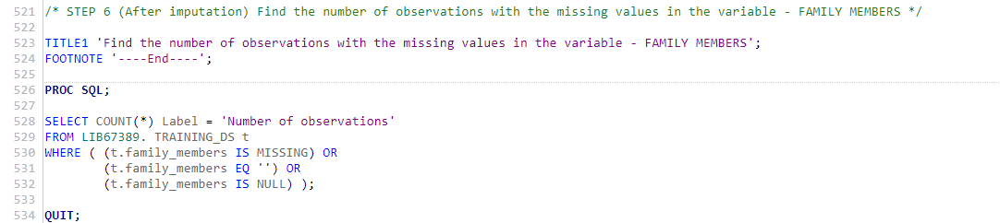 521 /* STEP 6 (After imputation) Find the number of observations with the missing values in the variable - FAMILY MEMBERS */
522
523 TITLE1 'Find the number of observations with the missing values in the variable - FAMILY MEMBERS';
524 FOOTNOTE '----End----';
525
526 PROC SQL;
527
528 SELECT COUNT(*) Label = 'Number of observations'
529 FROM LIB67389. TRAINING_DS t
530 WHERE ( (t.family_members IS MISSING) OR
531         (t.family_members EQ '') OR
532         (t.family_members IS NULL) );
533
534 QUIT;